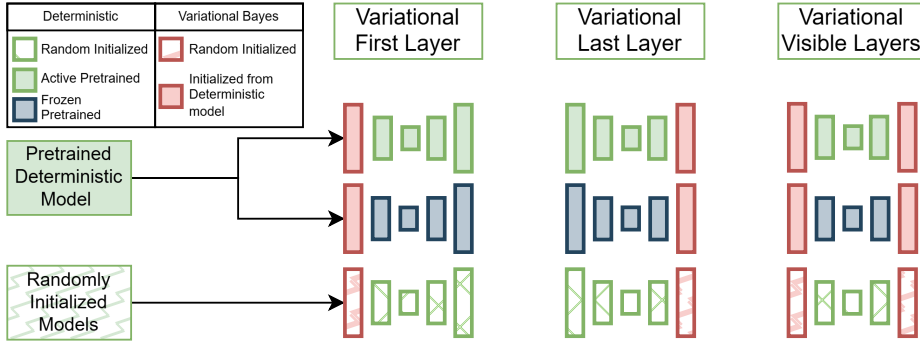 Deterministic
Variational Bayes
Random Initialized
Active Pretrained
Frozen
Pretrained
Random Initialized
Initialized from
Deterministic
model
Variational
First Layer
Variational
Last Layer
Variational
Visible Layers
Pretrained
Deterministic
Model
Randomly
Initialized
Models